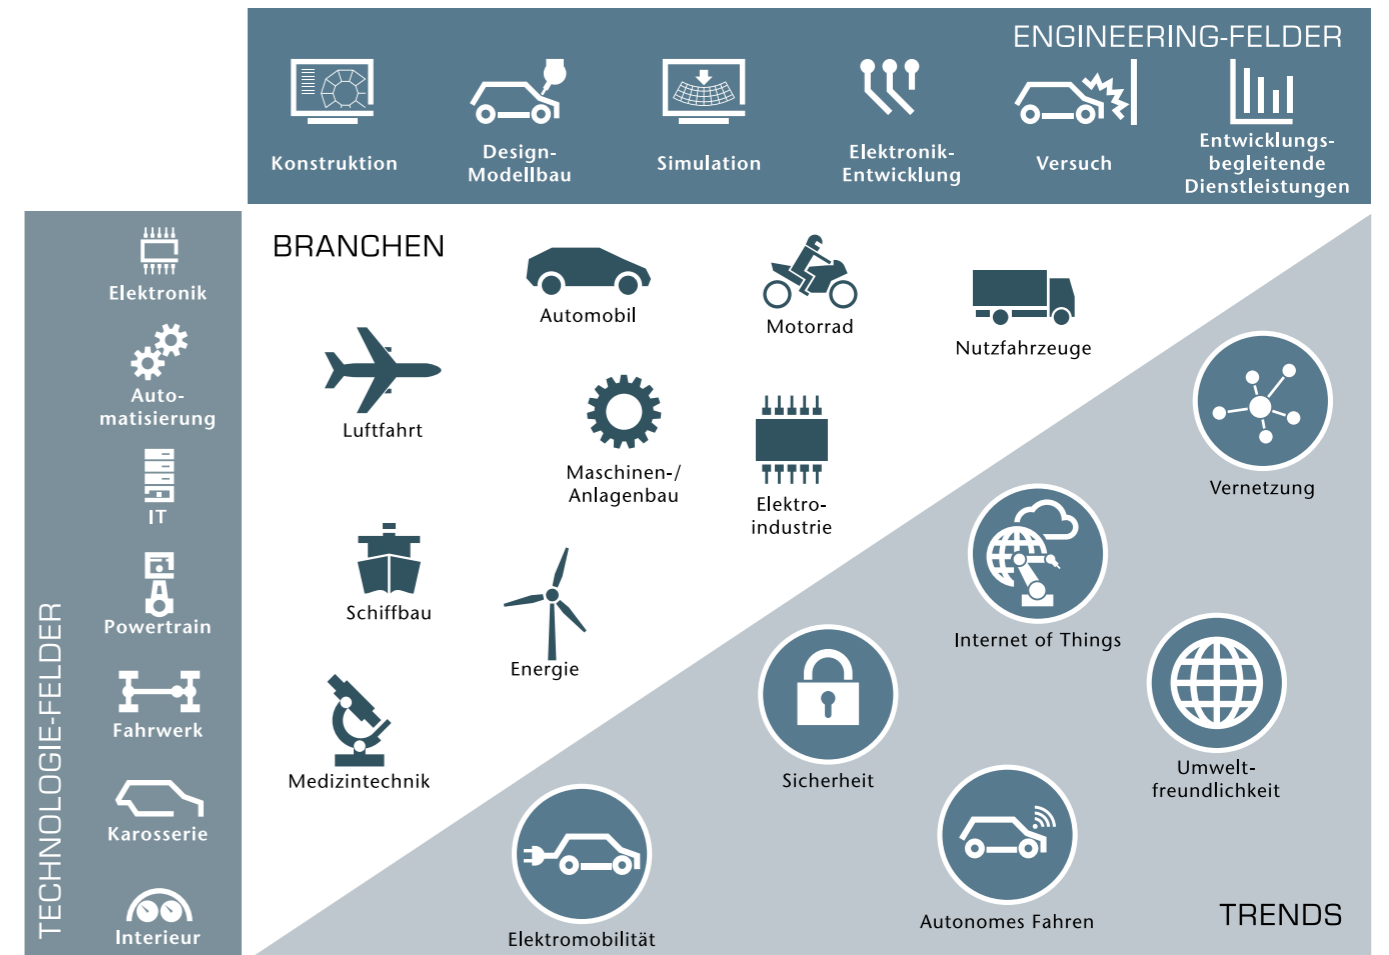 ENGINEERING-FELDER
Konstruktion
Design-
Modellbau
Simulation
Elektronik-
Entwicklung
Versuch
Entwicklungs-
begleitende
Dienstleistungen
TECHNOLOGIE-FELDER
Elektronik
Auto-
matisierung
IT
Powertrain
Fahrwerk
Karosserie
Interieur
BRANCHEN
Automobil
Motorrad
Nutzfahrzeuge
Luftfahrt
Maschinen-/
Anlagenbau
Elektro-
industrie
Schiffbau
Energie
Medizintechnik
Vernetzung
Internet of Things
Sicherheit
Umwelt-
freundlichkeit
Elektromobilität
Autonomes Fahren
TRENDS